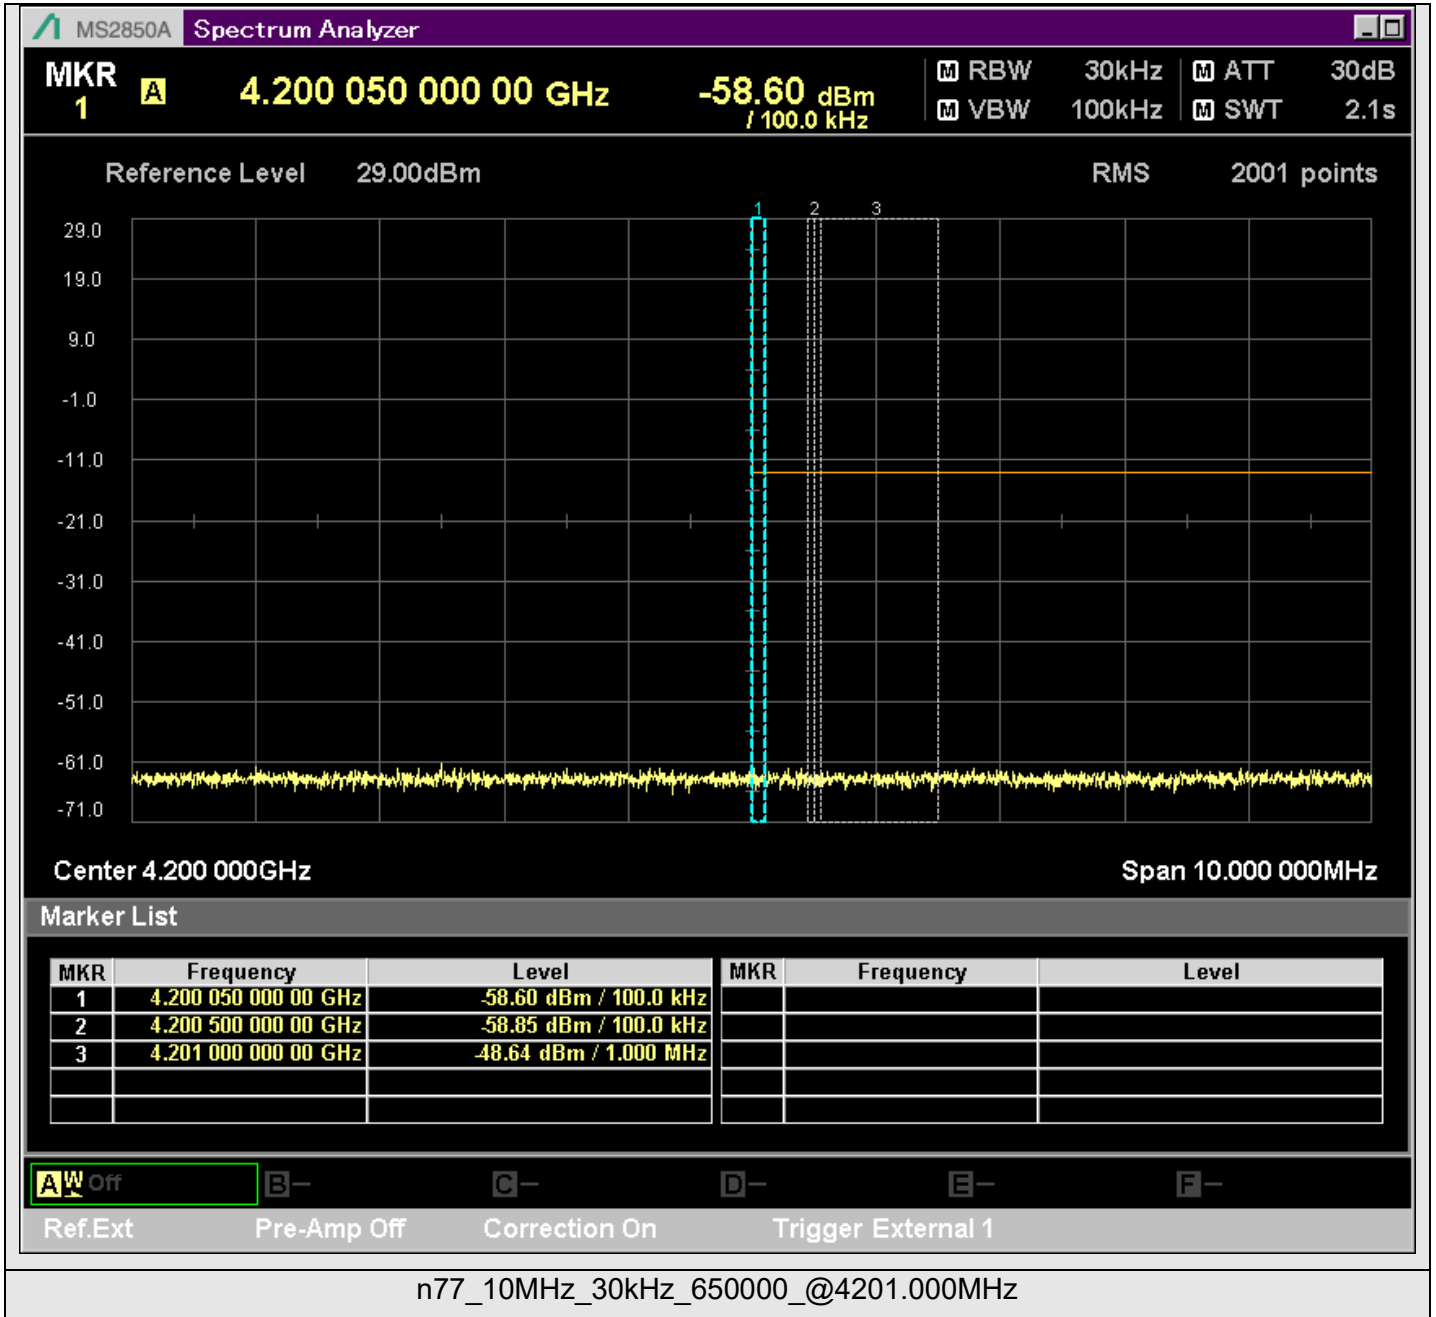 MS2850A Spectrum Analyzer
MKR 1 A 4.200 050 000 00 GHz -58.60 dBm / 100.0 kHz
M RBW 30kHz M ATT 30dB
M VBW 100kHz M SWT 2.1s
Reference Level 29.00dBm RMS 2001 points
1 2 3
29.0
19.0
9.0
-1.0
-11.0
-21.0
-31.0
-41.0
-51.0
-61.0
-71.0
Center 4.200 000GHz Span 10.000 000MHz
Marker List
MKR Frequency Level MKR Frequency Level
1 4.200 050 000 00 GHz -58.60 dBm / 100.0 kHz
2 4.200 500 000 00 GHz -58.85 dBm / 100.0 kHz
3 4.201 000 000 00 GHz -48.64 dBm / 1.000 MHz
A W Off B – C – D – E – F –
Ref.Ext Pre-Amp Off Correction On Trigger External 1
n77_10MHz_30kHz_650000_@4201.000MHz